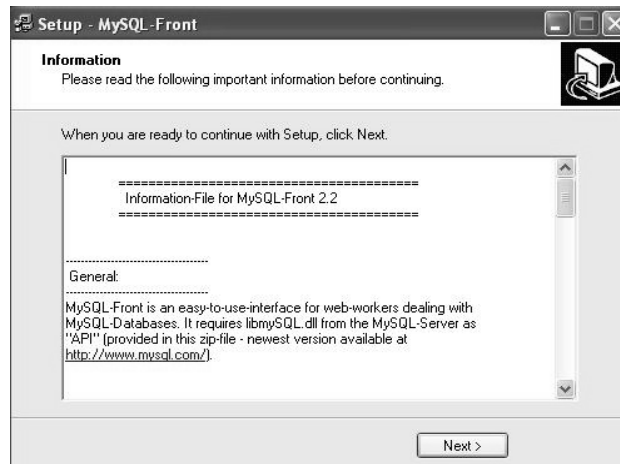 Setup - MySQL-Front
Information
Please read the following important information before continuing.
When you are ready to continue with Setup, click Next.
========================================
Information-File for MySQL-Front 2.2
========================================
------------------------------------
General:
------------------------------------
MySQL-Front is an easy-to-use-interface for web-workers dealing with
MySQL-Databases. It requires libmySQL.dll from the MySQL-Server as
"API" (provided in this zip-file - newest version available at
http://www.mysql.com/).
Next >